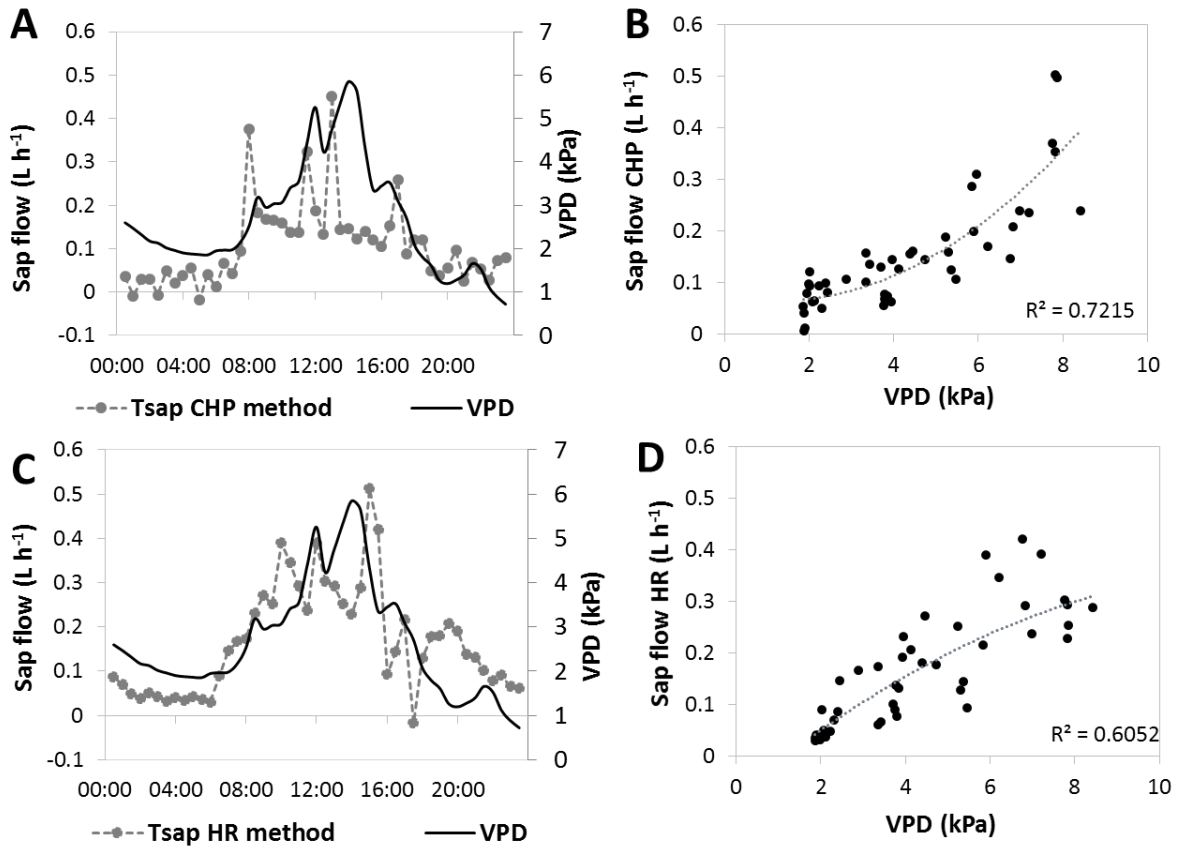 A
0.6
0.5
0.4
0.3
0.2
0.1
0
-0.1
Sap flow (L h⁻¹)
7
6
5
4
3
2
1
0
VPD (kPa)
00:00 04:00 08:00 12:00 16:00 20:00
Tsap CHP method VPD
B
0.6
0.5
0.4
0.3
0.2
0.1
0
Sap flow CHP (L h⁻¹)
R² = 0.7215
0 2 4 6 8 10
VPD (kPa)
C
0.6
0.5
0.4
0.3
0.2
0.1
0
-0.1
Sap flow (L h⁻¹)
7
6
5
4
3
2
1
0
VPD (kPa)
00:00 04:00 08:00 12:00 16:00 20:00
Tsap HR method VPD
D
0.6
0.5
0.4
0.3
0.2
0.1
0
Sap flow HR (L h⁻¹)
R² = 0.6052
0 2 4 6 8 10
VPD (kPa)